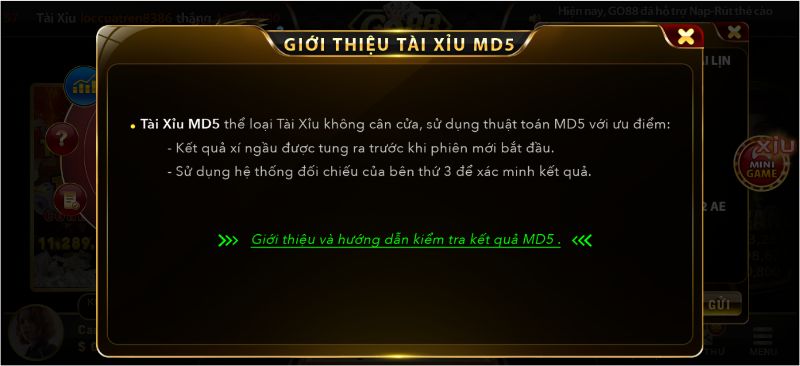 Tài Xỉu loccuatren8386 thắng
Hiện nay, GO88 đã hỗ trợ Nạp-Rút thẻ cào
GIỚI THIỆU TÀI XỈU MD5
• Tài Xỉu MD5 thể loại Tài Xỉu không cân cửa, sử dụng thuật toán MD5 với ưu điểm:
- Kết quả xí ngầu được tung ra trước khi phiên mới bắt đầu.
- Sử dụng hệ thống đối chiếu của bên thứ 3 để xác minh kết quả.
Giới thiệu và hướng dẫn kiểm tra kết quả MD5 .
xỉu
MINI
GAME
2 AE
GỬI
MENU